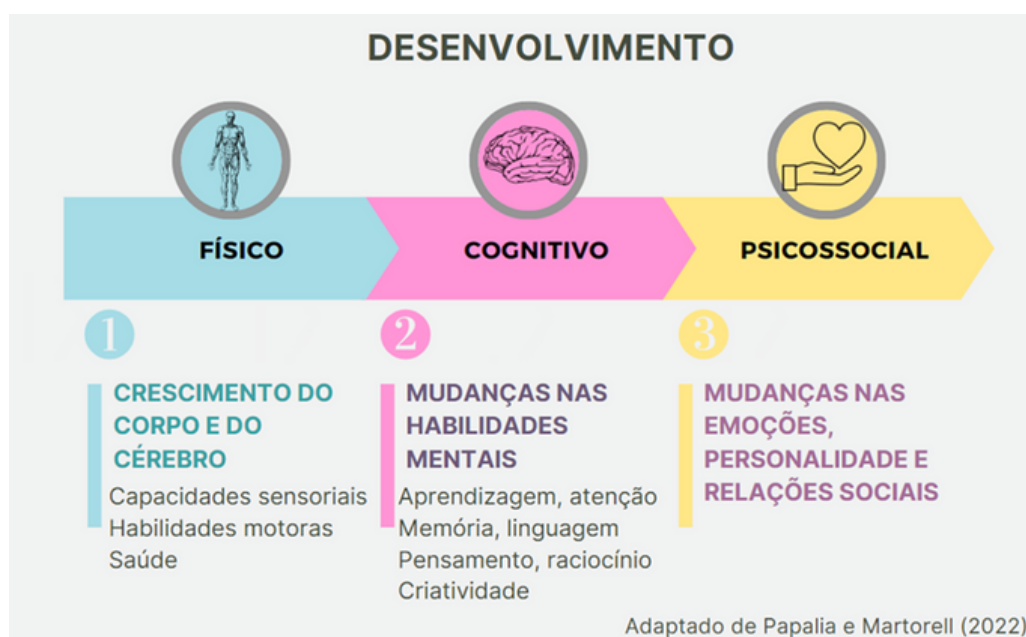 DESENVOLVIMENTO
FÍSICO
COGNITIVO
PSICOSSOCIAL
1
CRESCIMENTO DO
CORPO E DO
CÉREBRO
Capacidades sensoriais
Habilidades motoras
Saúde
2
MUDANÇAS NAS
HABILIDADES
MENTAIS
Aprendizagem, atenção
Memória, linguagem
Pensamento, raciocínio
Criatividade
3
MUDANÇAS NAS
EMOÇÕES,
PERSONALIDADE E
RELAÇÕES SOCIAIS
Adaptado de Papalia e Martorell (2022)